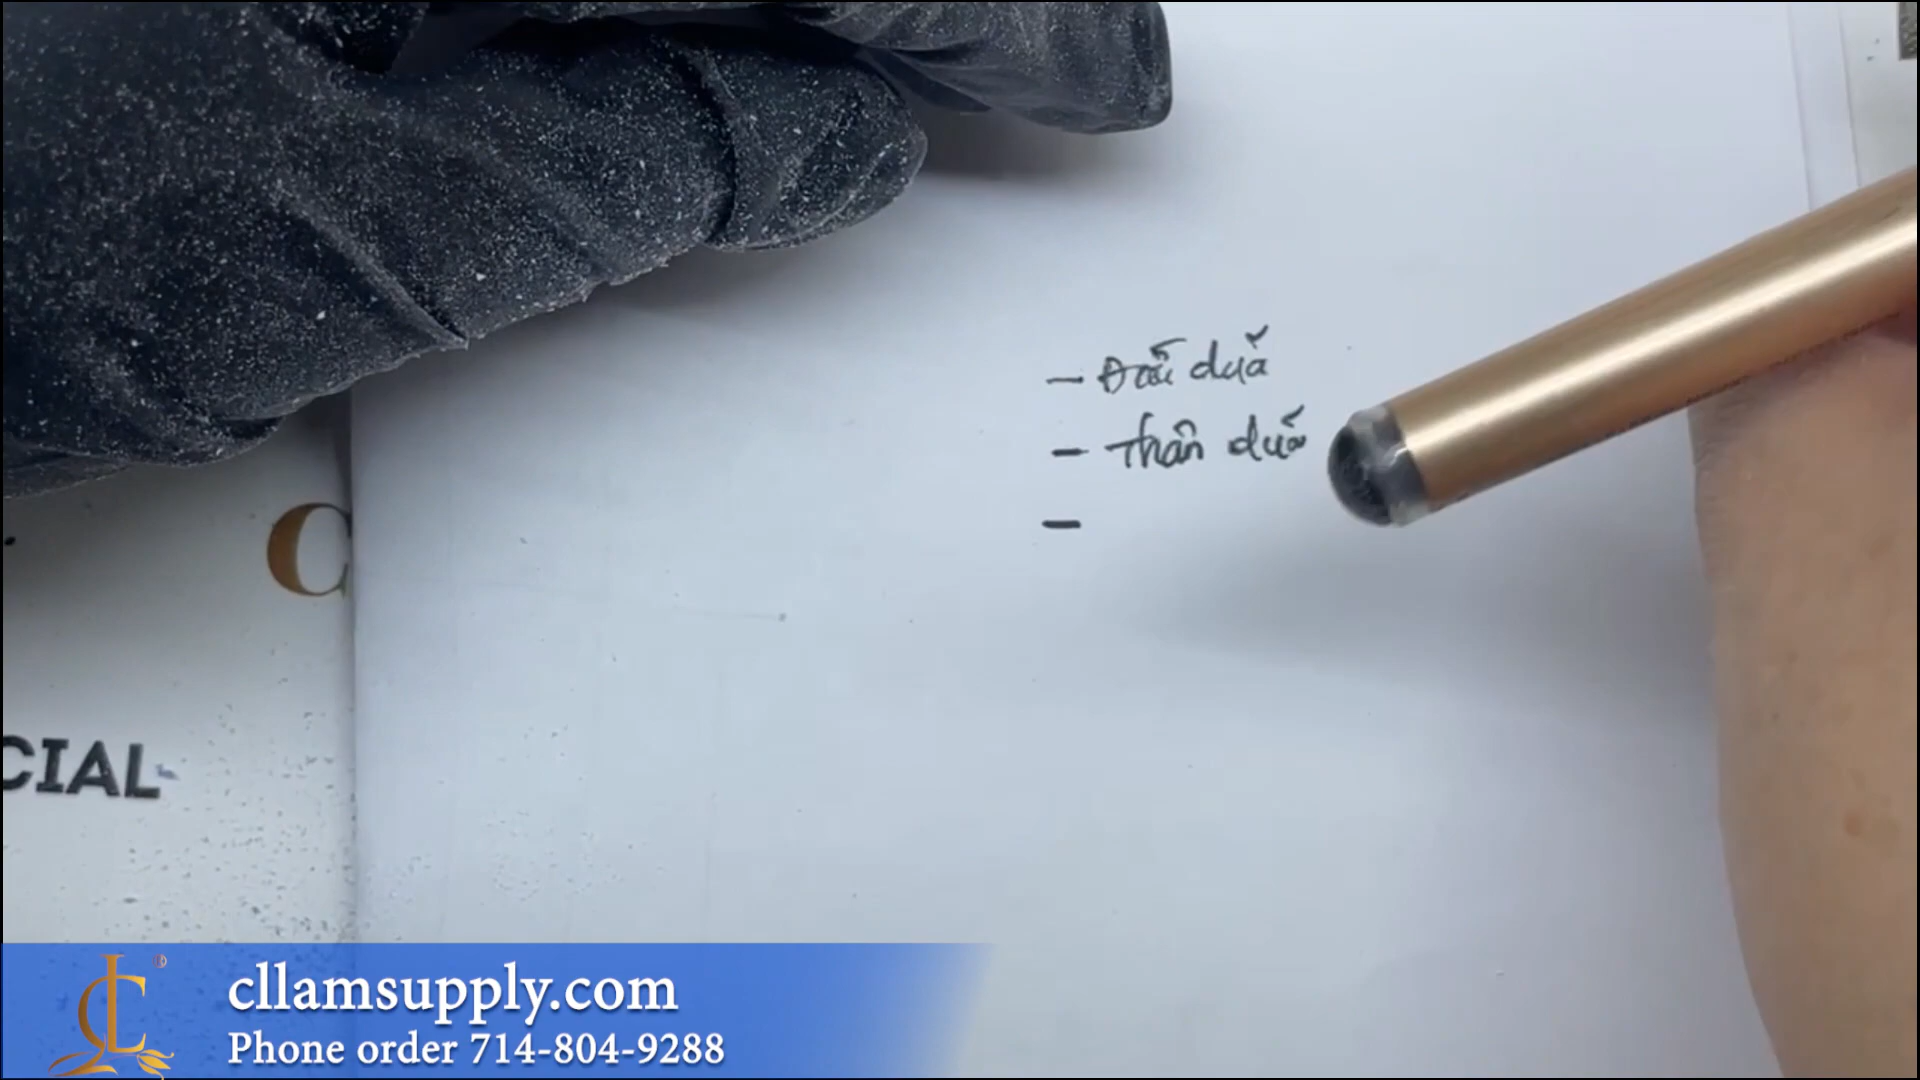 - Đầu dũa
- Thân dũa
-
C
CIAL
cllamsupply.com
Phone order 714-804-9288